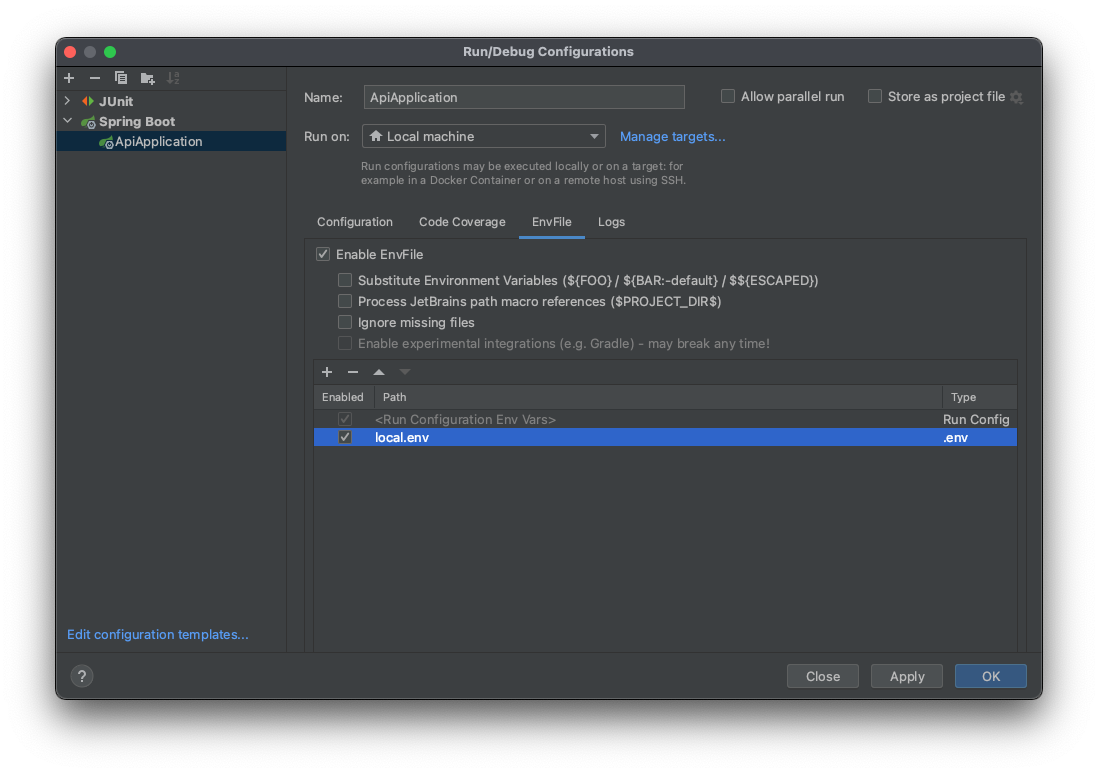 Run/Debug Configurations
JUnit
Spring Boot
ApiApplication
Edit configuration templates...
Name: ApiApplication
Allow parallel run
Store as project file
Run on: Local machine
Manage targets...
Run configurations may be executed locally or on a target: for
example in a Docker Container or on a remote host using SSH.
Configuration Code Coverage EnvFile Logs
Enable EnvFile
Substitute Environment Variables (${FOO} / ${BAR:-default} / $${ESCAPED})
Process JetBrains path macro references ($PROJECT_DIR$)
Ignore missing files
Enable experimental integrations (e.g. Gradle) - may break any time!
Enabled Path Type
<Run Configuration Env Vars> Run Config
local.env .env
? Close Apply OK